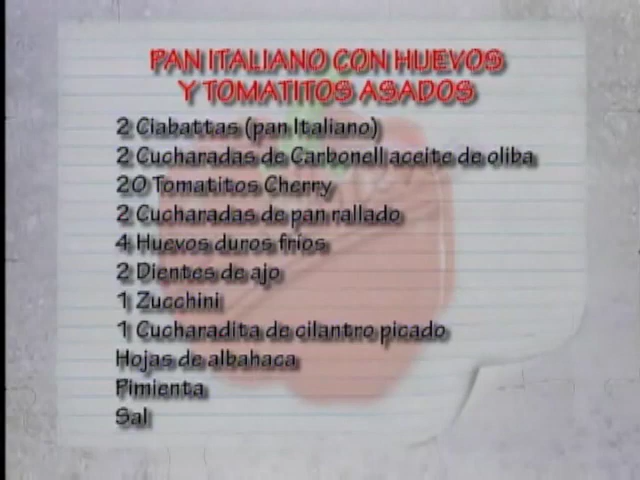 PAN ITALIANO CON HUEVOS
Y TOMATITOS ASADOS
2 Ciabattas (pan Italiano)
2 Cucharadas de Carbonell aceite de oliba
20 Tomatitos Cherry
2 Cucharadas de pan rallado
4 Huevos duros frios
2 Dientes de ajo
1 Zucchini
1 Cucharadita de cilantro picado
Hojas de albahaca
Pimienta
Sal